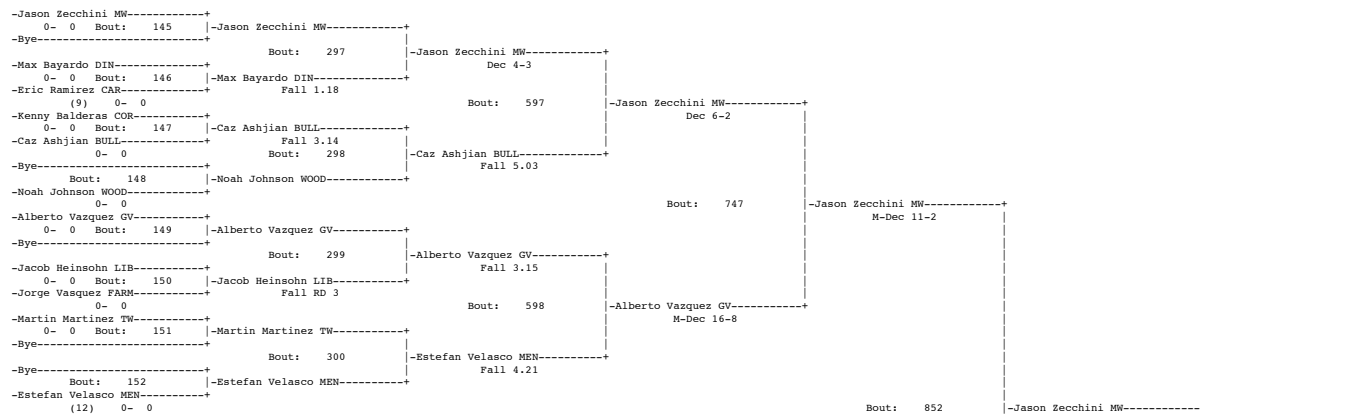 -Jason Zecchini MW------------+
0- 0 Bout: 145 |-Jason Zecchini MW------------+
-Bye--------------------------+ |
Bout: 297 |-Jason Zecchini MW------------+
-Max Bayardo DIN--------------+ | Dec 4-3 |
0- 0 Bout: 146 |-Max Bayardo DIN--------------+ |
-Eric Ramirez CAR-------------+ Fall 1.18 |
(9) 0- 0 Bout: 597 |-Jason Zecchini MW------------+
-Kenny Balderas COR-----------+ | Dec 6-2 |
0- 0 Bout: 147 |-Caz Ashjian BULL-------------+ | |
-Caz Ashjian BULL-------------+ Fall 3.14 | | |
0- 0 Bout: 298 |-Caz Ashjian BULL-------------+ |
-Bye--------------------------+ | Fall 5.03 |
Bout: 148 |-Noah Johnson WOOD------------+ |
-Noah Johnson WOOD------------+ |
0- 0 Bout: 747 |-Jason Zecchini MW------------+
-Alberto Vazquez GV-----------+ | M-Dec 11-2 |
0- 0 Bout: 149 |-Alberto Vazquez GV-----------+ | |
-Bye--------------------------+ | | |
Bout: 299 |-Alberto Vazquez GV-----------+ | |
-Jacob Heinsohn LIB-----------+ | Fall 3.15 | | |
0- 0 Bout: 150 |-Jacob Heinsohn LIB-----------+ | | |
-Jorge Vasquez FARM-----------+ Fall RD 3 | | |
0- 0 Bout: 598 |-Alberto Vazquez GV-----------+ |
-Martin Martinez TW-----------+ | M-Dec 16-8 |
0- 0 Bout: 151 |-Martin Martinez TW-----------+ | |
-Bye--------------------------+ | | |
Bout: 300 |-Estefan Velasco MEN----------+ |
-Bye--------------------------+ | Fall 4.21 |
Bout: 152 |-Estefan Velasco MEN----------+ |
-Estefan Velasco MEN----------+ |
(12) 0- 0 Bout: 852 |-Jason Zecchini MW------------